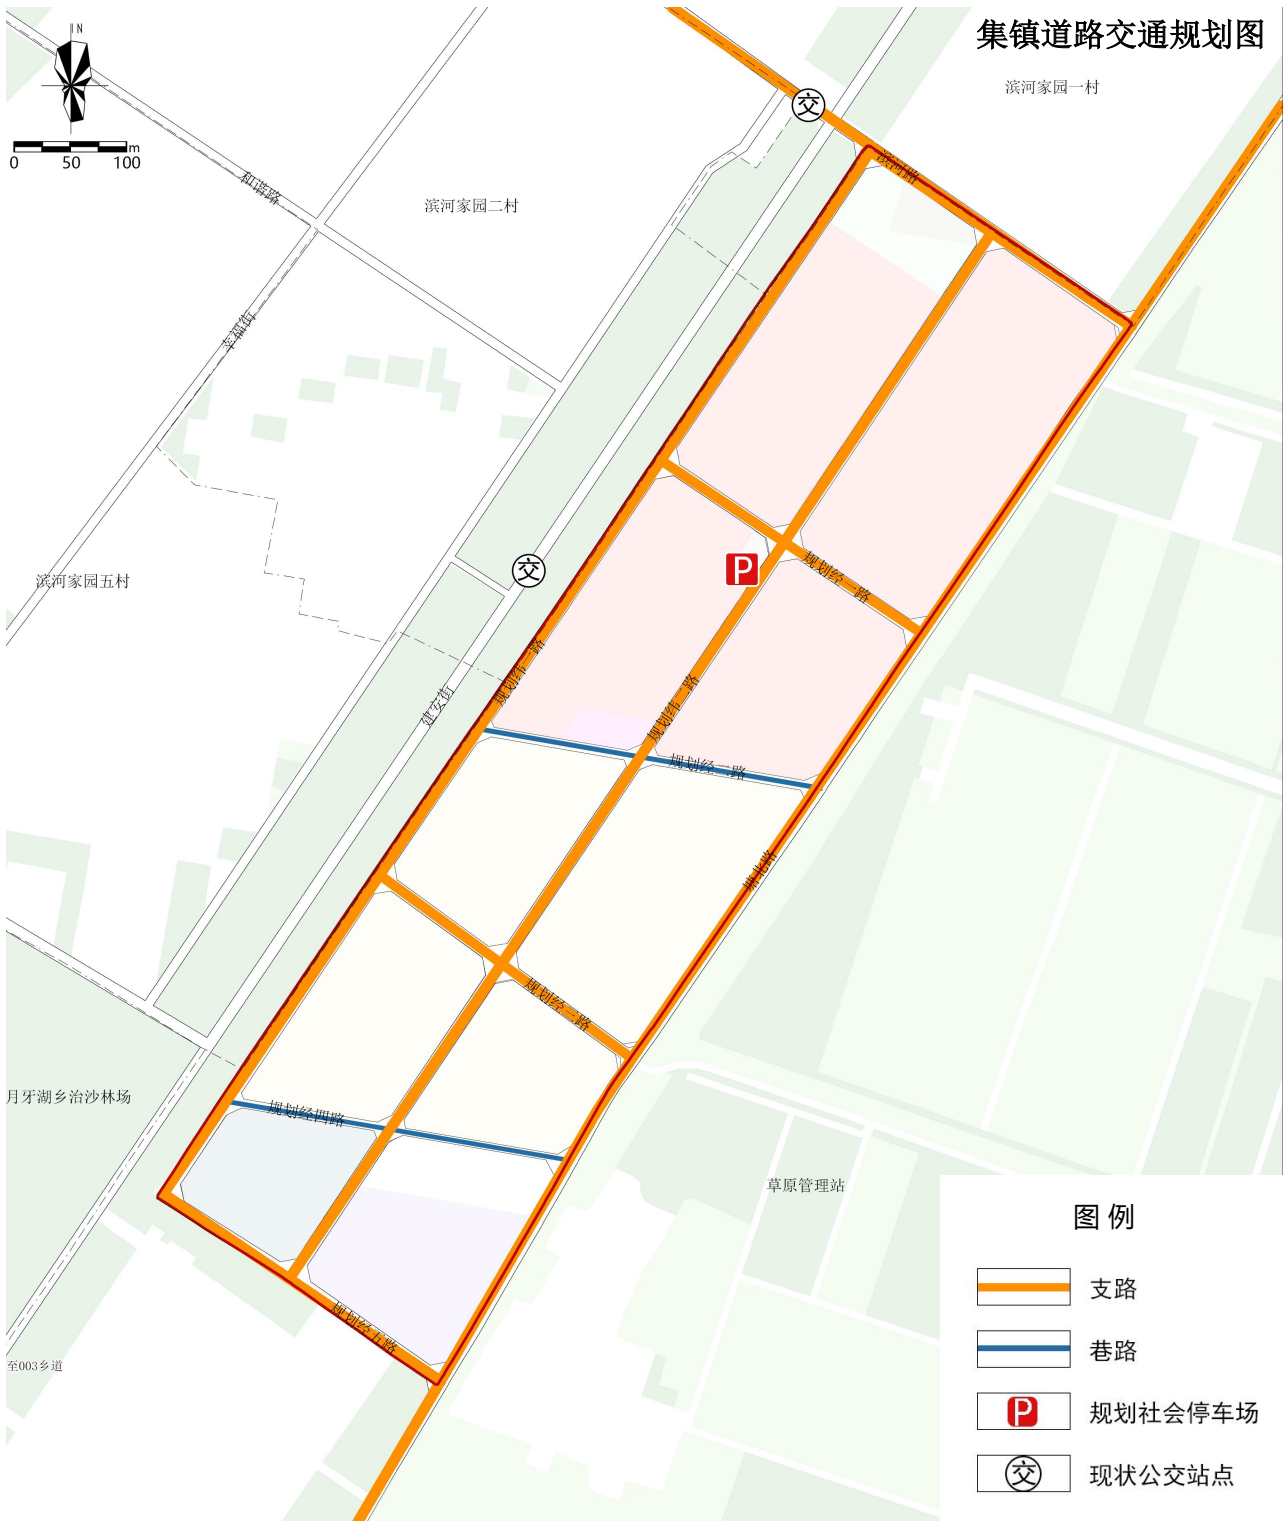 集镇道路交通规划图
N
0 50 100 m
滨河家园一村
交
滨河路
和谐路
滨河家园二村
幸福街
滨河家园五村
交
P
规划经一路
规划纬一路
规划纬二路
建安街
规划经二路
塘北路
规划经三路
月牙湖乡治沙林场
规划经四路
草原管理站
规划经五路
至003乡道
图例
支路
巷路
P 规划社会停车场
交 现状公交站点